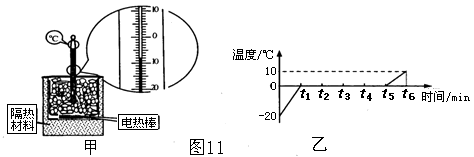 ℃
10
0
10
20
隔热
材料
电热棒
甲
图11
温度/℃
10
0
-20
t₁ t₂ t₃ t₄ t₅ t₆ 时间/min
乙